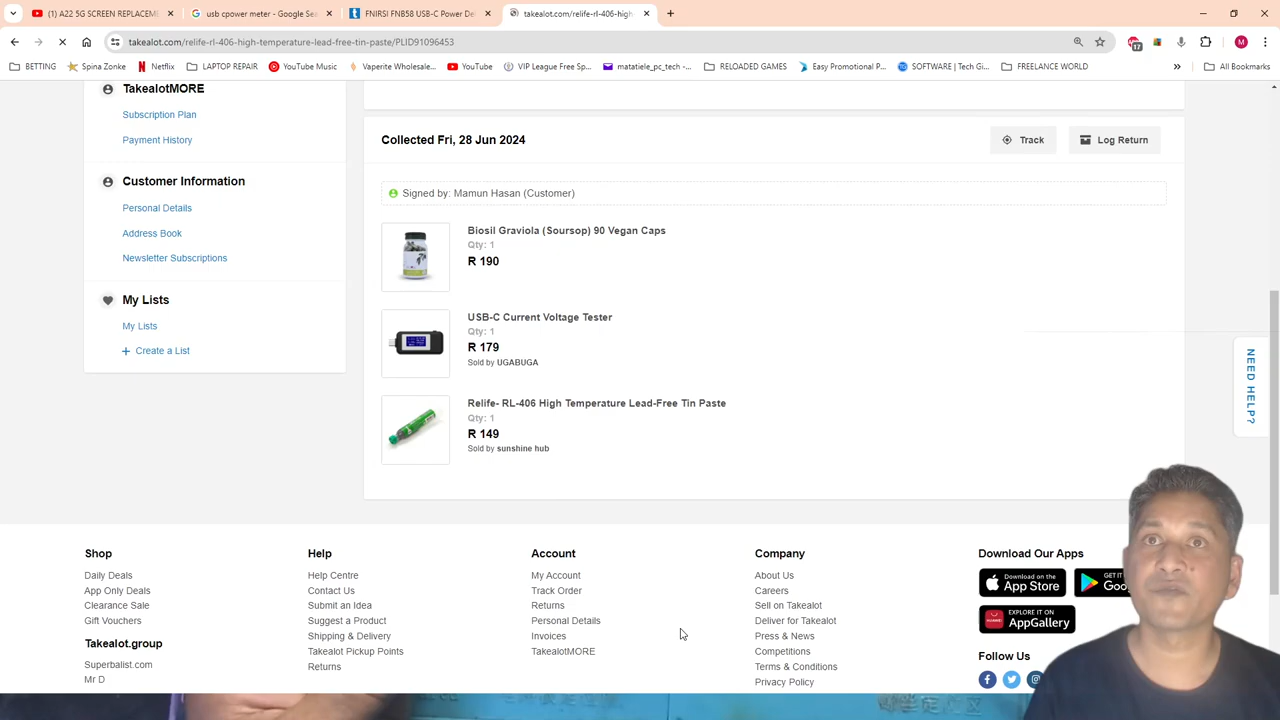 (1) A22 5G SCREEN REPLACEM
usb cpower meter - Google Sea
FNIRSI FNB58 USB-C Power De
takealot.com/relife-rl-406-high
takealot.com/relife-rl-406-high-temperature-lead-free-tin-paste/PLID91096453
17
M
BETTING
Spina Zonke
Netflix
LAPTOP REPAIR
YouTube Music
Vaperite Wholesale...
YouTube
VIP League Free Sp...
matatiele_pc_tech -...
RELOADED GAMES
Easy Promotional P...
SOFTWARE | Tech Gi...
FREELANCE WORLD
»
All Bookmarks
TakealotMORE
Subscription Plan
Payment History
Customer Information
Personal Details
Address Book
Newsletter Subscriptions
My Lists
My Lists
+ Create a List
Collected Fri, 28 Jun 2024
Track
Log Return
Signed by: Mamun Hasan (Customer)
Biosil Graviola (Soursop) 90 Vegan Caps
Qty: 1
R 190
USB-C Current Voltage Tester
Qty: 1
R 179
Sold by UGABUGA
Relife- RL-406 High Temperature Lead-Free Tin Paste
Qty: 1
R 149
Sold by sunshine hub
NEED HELP?
Shop
Daily Deals
App Only Deals
Clearance Sale
Gift Vouchers
Takealot.group
Superbalist.com
Mr D
Help
Help Centre
Contact Us
Submit an Idea
Suggest a Product
Shipping & Delivery
Takealot Pickup Points
Returns
Account
My Account
Track Order
Returns
Personal Details
Invoices
TakealotMORE
Company
About Us
Careers
Sell on Takealot
Deliver for Takealot
Press & News
Competitions
Terms & Conditions
Privacy Policy
Download Our Apps
Download on the
App Store
GET IT
Goo
EXPLORE IT ON
AppGallery
Follow Us